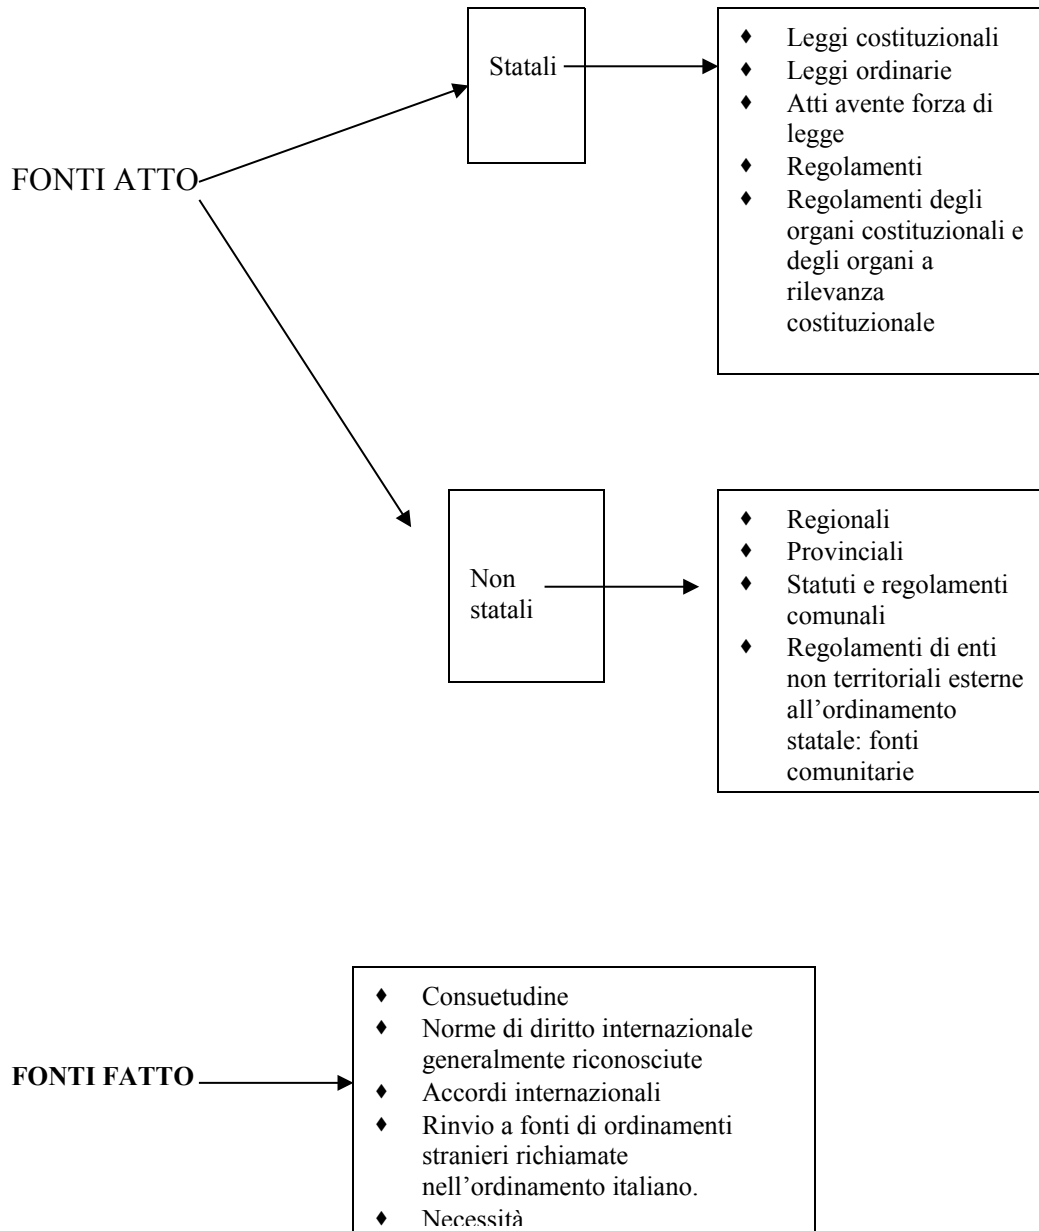 Statali
♦ Leggi costituzionali
♦ Leggi ordinarie
♦ Atti avente forza di
legge
♦ Regolamenti
♦ Regolamenti degli
organi costituzionali e
degli organi a
rilevanza
costituzionale
FONTI ATTO
Non
statali
♦ Regionali
♦ Provinciali
♦ Statuti e regolamenti
comunali
♦ Regolamenti di enti
non territoriali esterne
all’ordinamento
statale: fonti
comunitarie
FONTI FATTO
♦ Consuetudine
♦ Norme di diritto internazionale
generalmente riconosciute
♦ Accordi internazionali
♦ Rinvio a fonti di ordinamenti
stranieri richiamate
nell’ordinamento italiano.
♦ Necessità